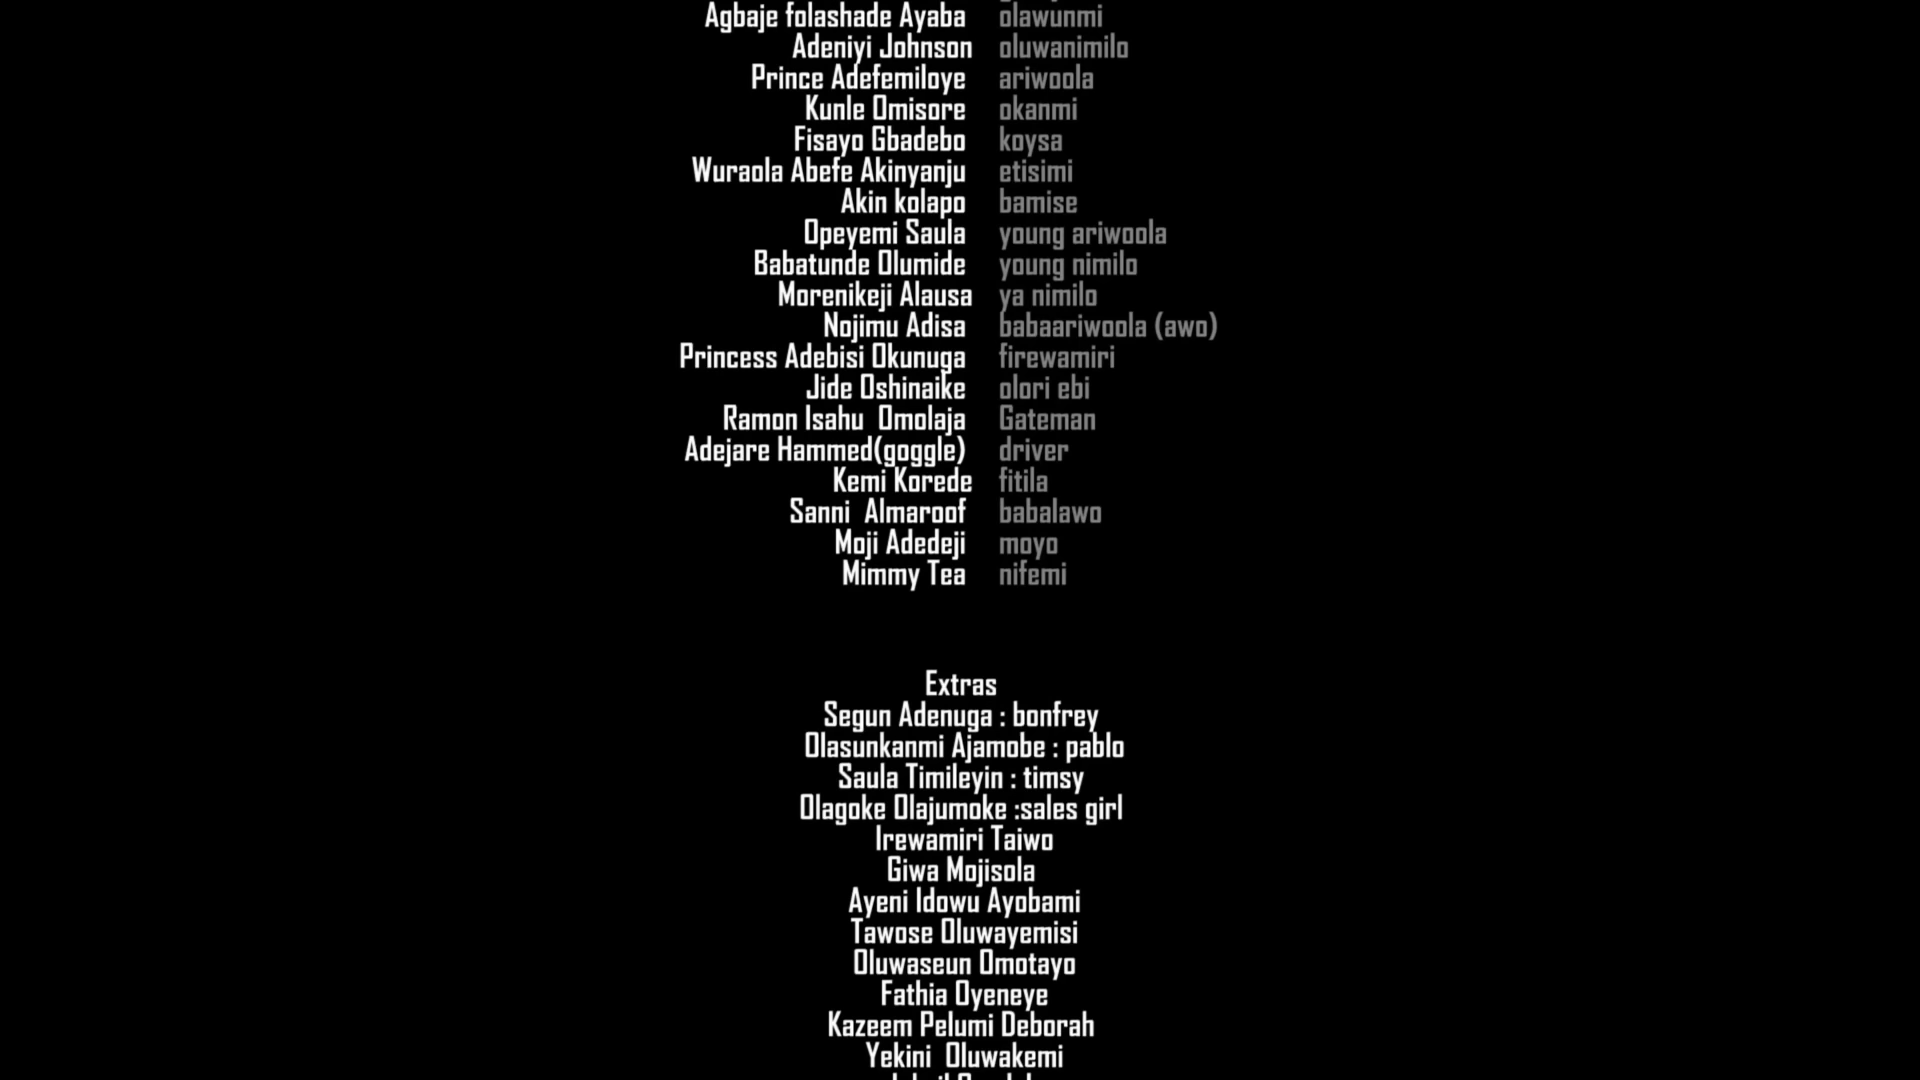 Agbaje folashade Ayaba olawunmi
Adeniyi Johnson oluwanimilo
Prince Adefemiloye ariwoola
Kunle Omisore okanmi
Fisayo Gbadebo koysa
Wuraola Abefe Akinyanju etisimi
Akin kolapo bamise
Opeyemi Saula young ariwoola
Babatunde Olumide young nimilo
Morenikeji Alausa ya nimilo
Nojimu Adisa babaariwoola (awo)
Princess Adebisi Okunuga firewamiri
Jide Oshinaike olori ebi
Ramon Isahu  Omolaja Gateman
Adejare Hammed(goggle) driver
Kemi Korede fitila
Sanni  Almaroof babalawo
Moji Adedeji moyo
Mimmy Tea nifemi
Extras
Segun Adenuga : bonfrey
Olasunkanmi Ajamobe : pablo
Saula Timileyin : timsy
Olagoke Olajumoke :sales girl
Irewamiri Taiwo
Giwa Mojisola
Ayeni Idowu Ayobami
Tawose Oluwayemisi
Oluwaseun Omotayo
Fathia Oyeneye
Kazeem Pelumi Deborah
Yekini  Oluwakemi